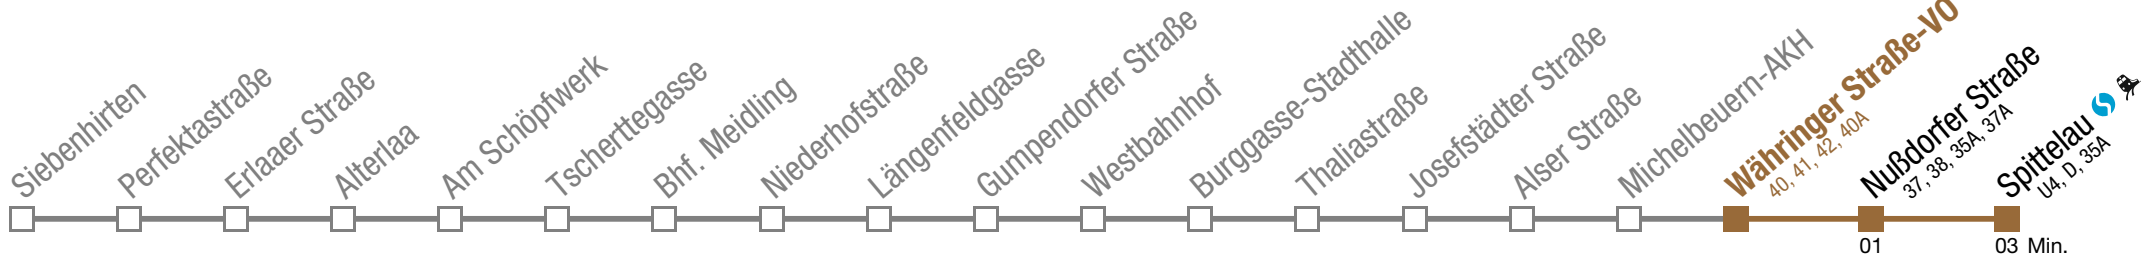 Siebenhirten
Perfektastraße
Erlaaer Straße
Alterlaa
Am Schöpfwerk
Tscherttegasse
Bhf. Meidling
Niederhofstraße
Längenfeldgasse
Gumpendorfer Straße
Westbahnhof
Burggasse-Stadthalle
Thaliastraße
Josefstädter Straße
Alser Straße
Michelbeuern-AKH
Währinger Straße-VO
40, 41, 42, 40A
Nußdorfer Straße
37, 38, 35A, 37A
Spittelau
U4, D, 35A
01
03 Min.